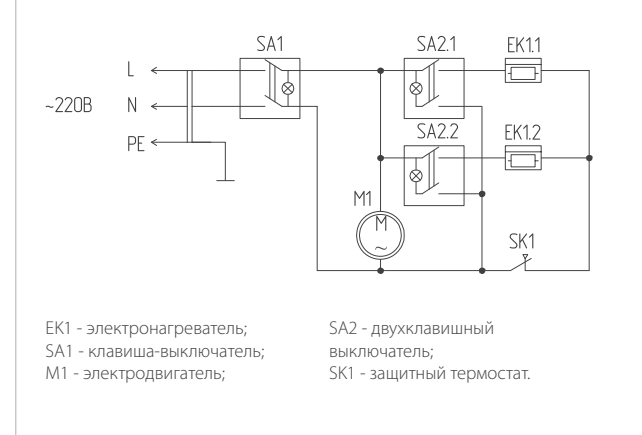 SA1 SA2.1 EK1.1
L
~220В N
PE
SA2.2 EK1.2
M1
M
~
SK1
EK1 - электронагреватель;
SA1 - клавиша-выключатель;
M1 - электродвигатель;
SA2 - двухклавишный
выключатель;
SK1 - защитный термостат.